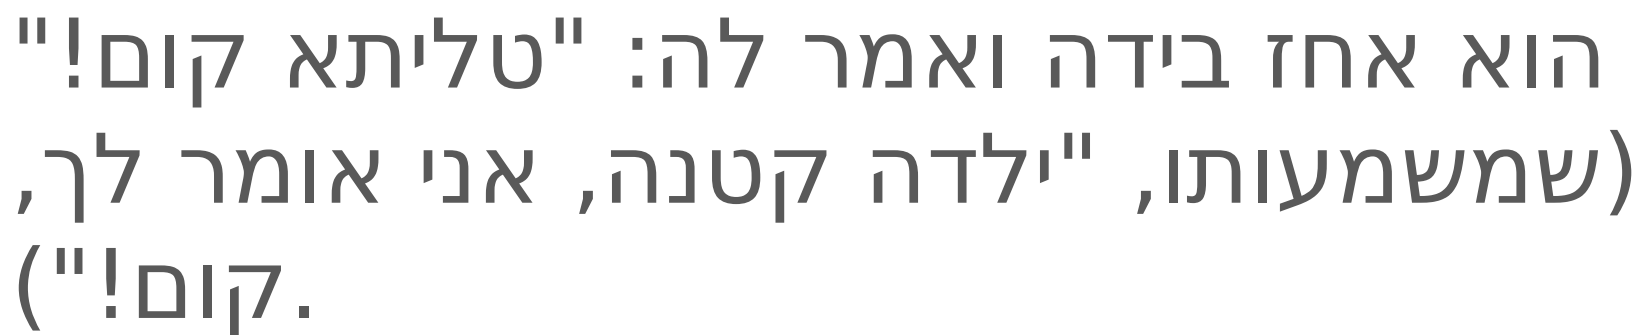 הוא אחז בידה ואמר לה: "טליתא קום!"
(שמשמעותו, "ילדה קטנה, אני אומר לך,
קום!").